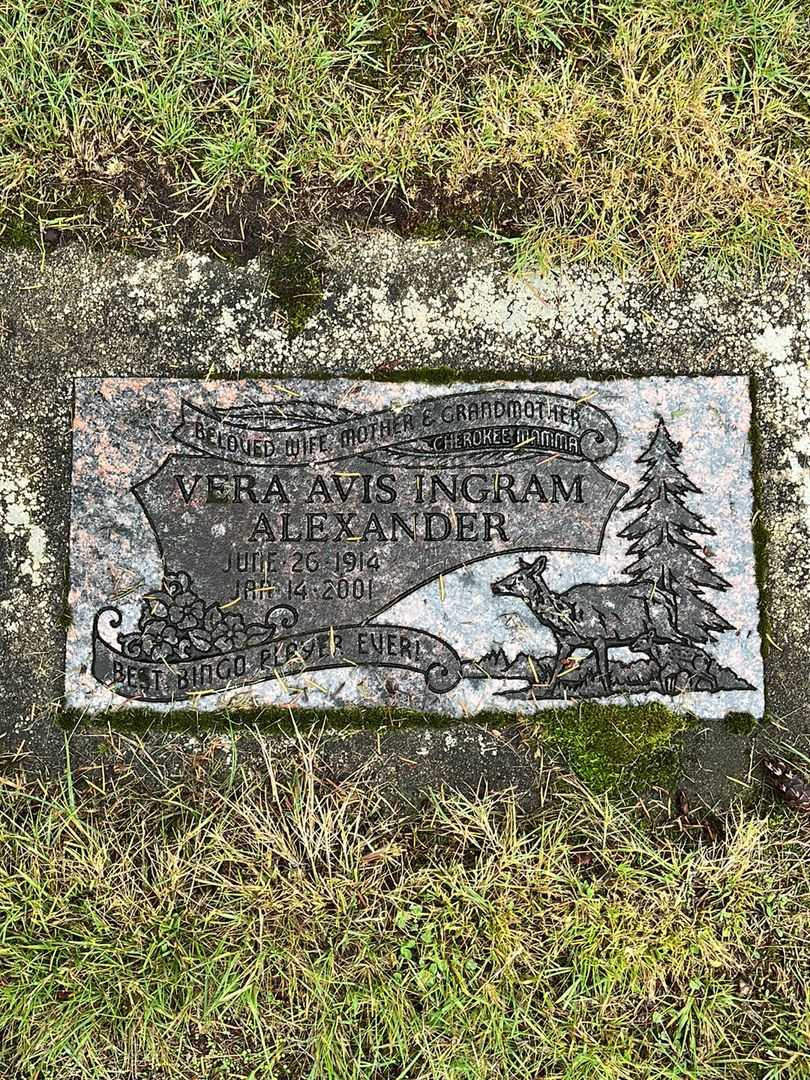 BELOVED WIFE, MOTHER & GRANDMOTHER
CHEROKEE MAMMA
VERA AVIS INGRAM
ALEXANDER
JUNE · 26 · 1914
JAN · 14 · 2001
BEST BINGO PLAYER EVER!